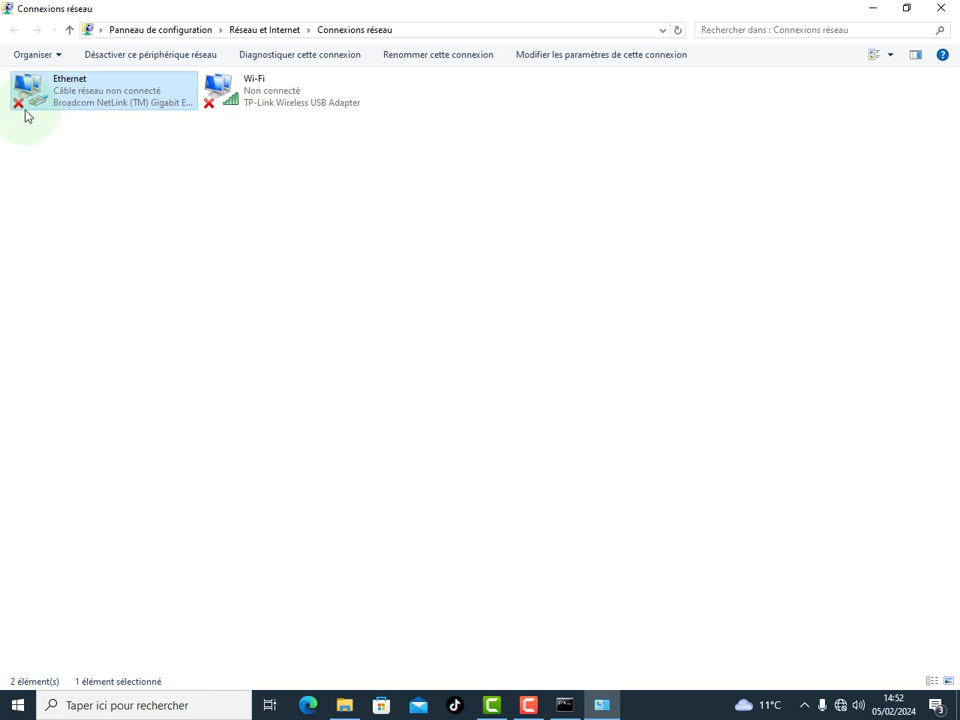 Connexions réseau
Panneau de configuration > Réseau et Internet > Connexions réseau
Rechercher dans : Connexions réseau
Organiser
Désactiver ce périphérique réseau
Diagnostiquer cette connexion
Renommer cette connexion
Modifier les paramètres de cette connexion
Ethernet
Câble réseau non connecté
Broadcom NetLink (TM) Gigabit E...
Wi-Fi
Non connecté
TP-Link Wireless USB Adapter
2 élément(s)
1 élément sélectionné
Taper ici pour rechercher
11°C
14:52
05/02/2024
3